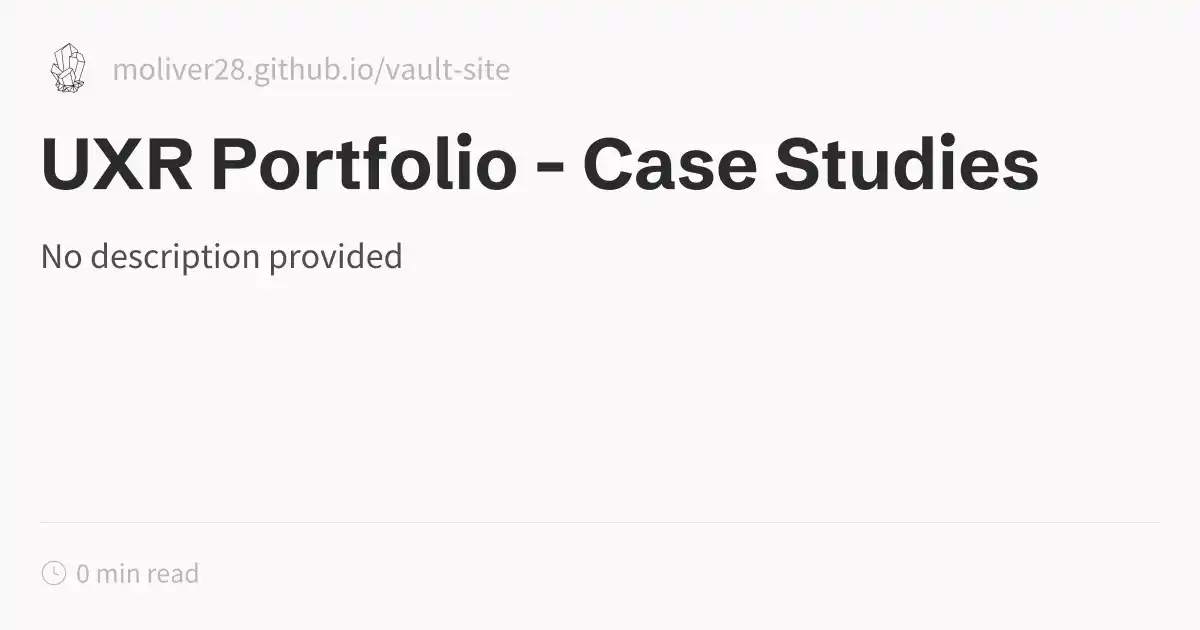 moliver28.github.io/vault-site
UXR Portfolio - Case Studies
No description provided
0 min read